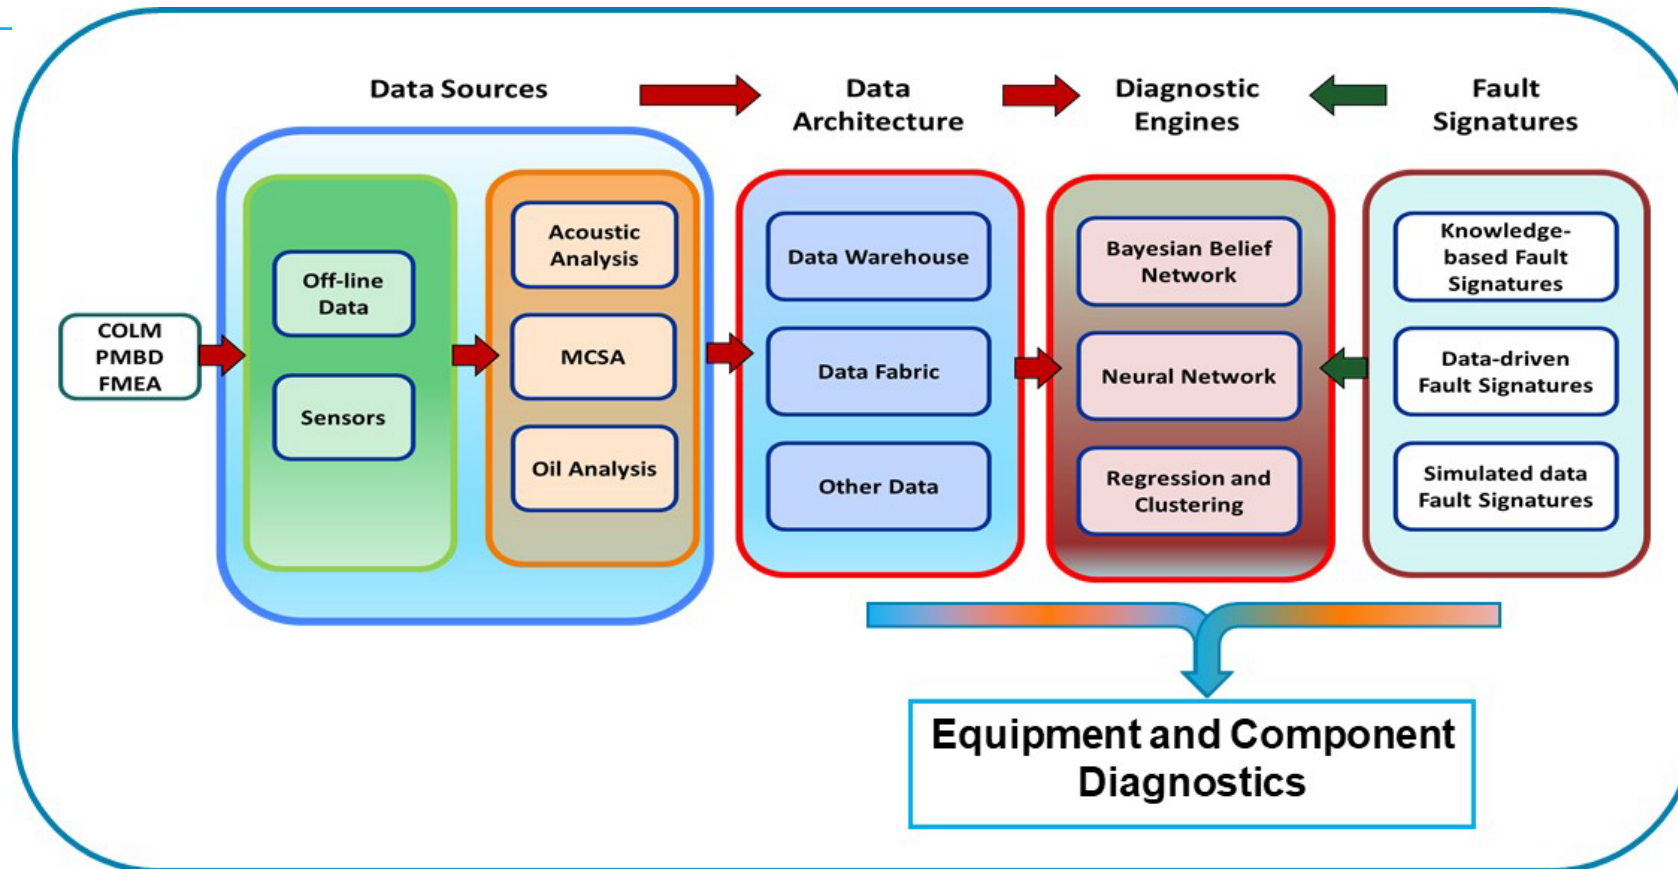 Data Sources
Data
Architecture
Diagnostic
Engines
Fault
Signatures
COLM
PMBD
FMEA
Off-line
Data
Sensors
Acoustic
Analysis
MCSA
Oil Analysis
Data Warehouse
Data Fabric
Other Data
Bayesian Belief
Network
Neural Network
Regression and
Clustering
Knowledge-
based Fault
Signatures
Data-driven
Fault Signatures
Simulated data
Fault Signatures
Equipment and Component
Diagnostics